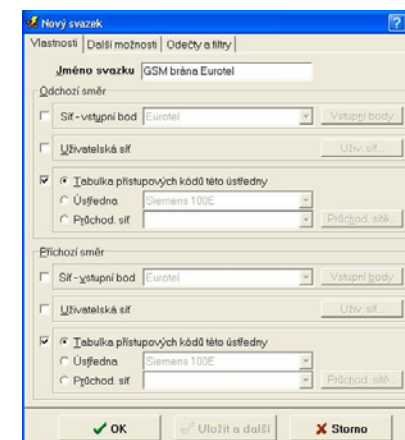 Nový svazek
Vlastnosti Další možnosti Odečty a filtry
Jméno svazku GSM brána Eurotel
Odchozí směr
Síť - vstupní bod Eurotel Vstupní body
Uživatelská síť Uživ. síť...
Tabulka přístupových kódů této ústředny
Ústředna Siemens 100E
Průchod. síť Průchod. sítě...
Příchozí směr
Síť - vstupní bod Eurotel Vstupní body
Uživatelská síť Uživ. síť...
Tabulka přístupových kódů této ústředny
Ústředna Siemens 100E
Průchod. síť Průchod. sítě...
OK Uložit a další Storno